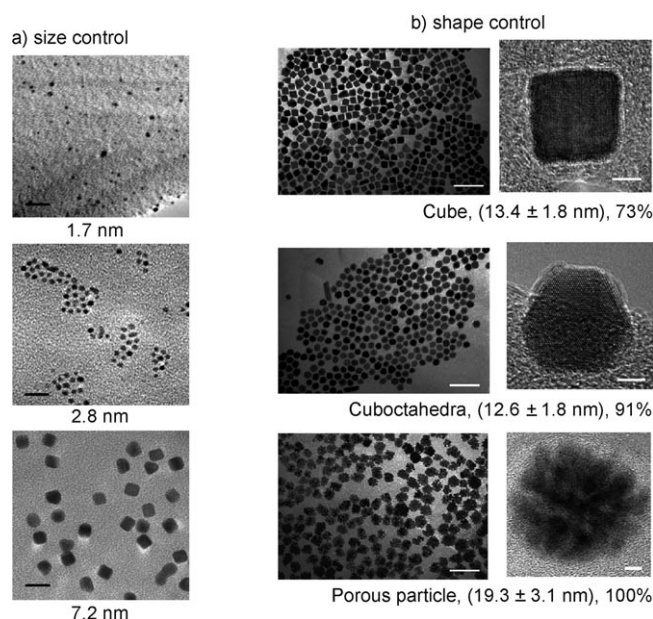 a) size control
1.7 nm
2.8 nm
7.2 nm
b) shape control
Cube, (13.4 ± 1.8 nm), 73%
Cuboctahedra, (12.6 ± 1.8 nm), 91%
Porous particle, (19.3 ± 3.1 nm), 100%